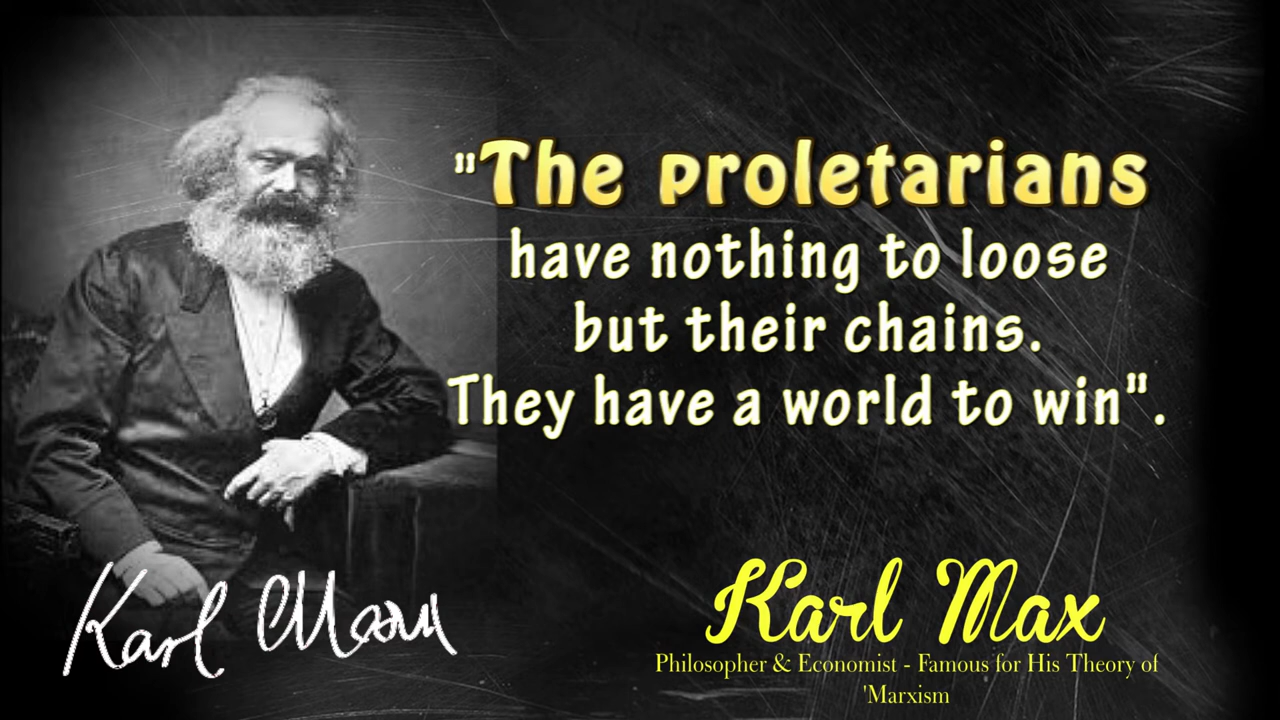 "The proletarians
have nothing to loose
but their chains.
They have a world to win".
Karl Marx
Karl Max
Philosopher & Economist - Famous for His Theory of
'Marxism